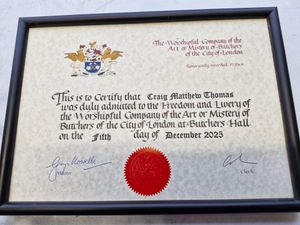 The Worshipful Company of the
Art or Mistery of Butchers
of the City of London
This is to Certify that Craig Matthew Thomas
was duly admitted to the Freedom and Livery of
the Worshipful Company of the Art or Mistery of
Butchers of the City of London at Butchers Hall
on the Fifth day of December 2025
Clerk